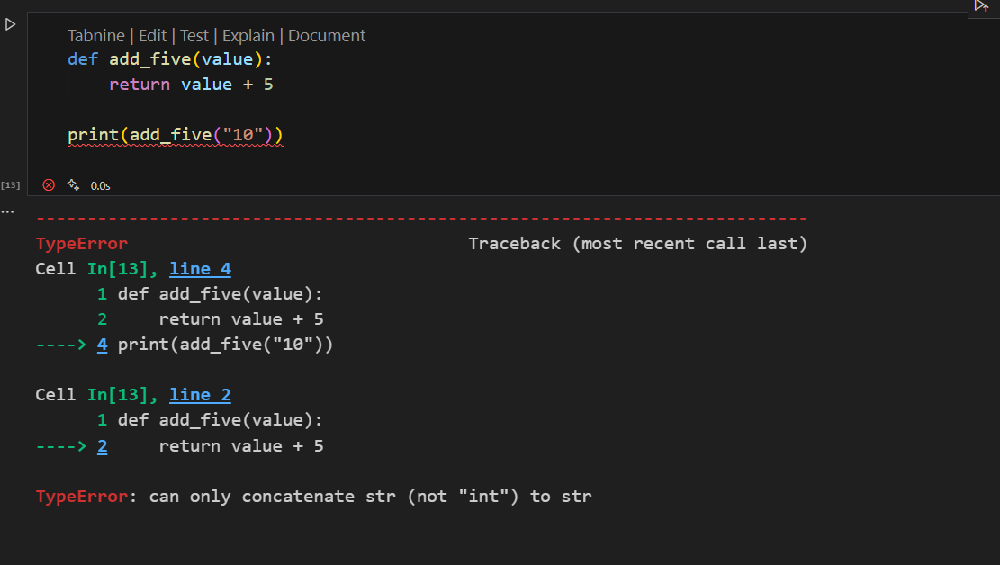 Tabnine | Edit | Test | Explain | Document
def add_five(value):
    return value + 5
print(add_five("10"))
[13]
0.0s
---------------------------------------------------------------------------
TypeError                                 Traceback (most recent call last)
Cell In[13], line 4
      1 def add_five(value):
      2     return value + 5
----> 4 print(add_five("10"))
Cell In[13], line 2
      1 def add_five(value):
----> 2     return value + 5
TypeError: can only concatenate str (not "int") to str